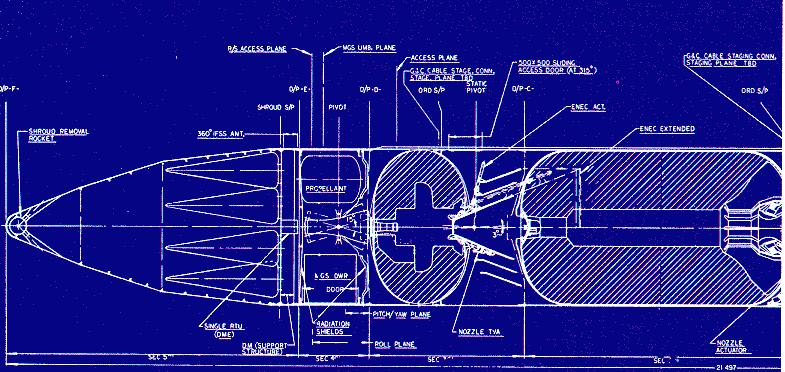 P/S ACCESS PLANE
MGS UMB. PLANE
ACCESS PLANE
G&C CABLE STAGE, CONN,
STAGE, PLANE TBD
500X500 SLIDING
ACCESS DOOR (AT 315°)
G&C CABLE STAGING CONN,
STAGING PLANE TBD
O/P-F-
O/P-E-
O/P-D-
ORD S/P
STATIC
PIVOT
O/P-C-
ORD S/P
SHROUD S/P
PIVOT
ENEC ACT.
SHROUD REMOVAL
ROCKET
360° IFSS ANT.
ENEC EXTENDED
PROPELLANT
MGS DWR
DOOR
PITCH/YAW PLANE
SINGLE RTU
(DME)
RADIATION
SHIELDS
NOZZLE TVA
DM (SUPPORT
STRUCTURE)
ROLL PLANE
NOZZLE
ACTUATOR
SEC 5
SEC 4
SEC
SEC
21 497